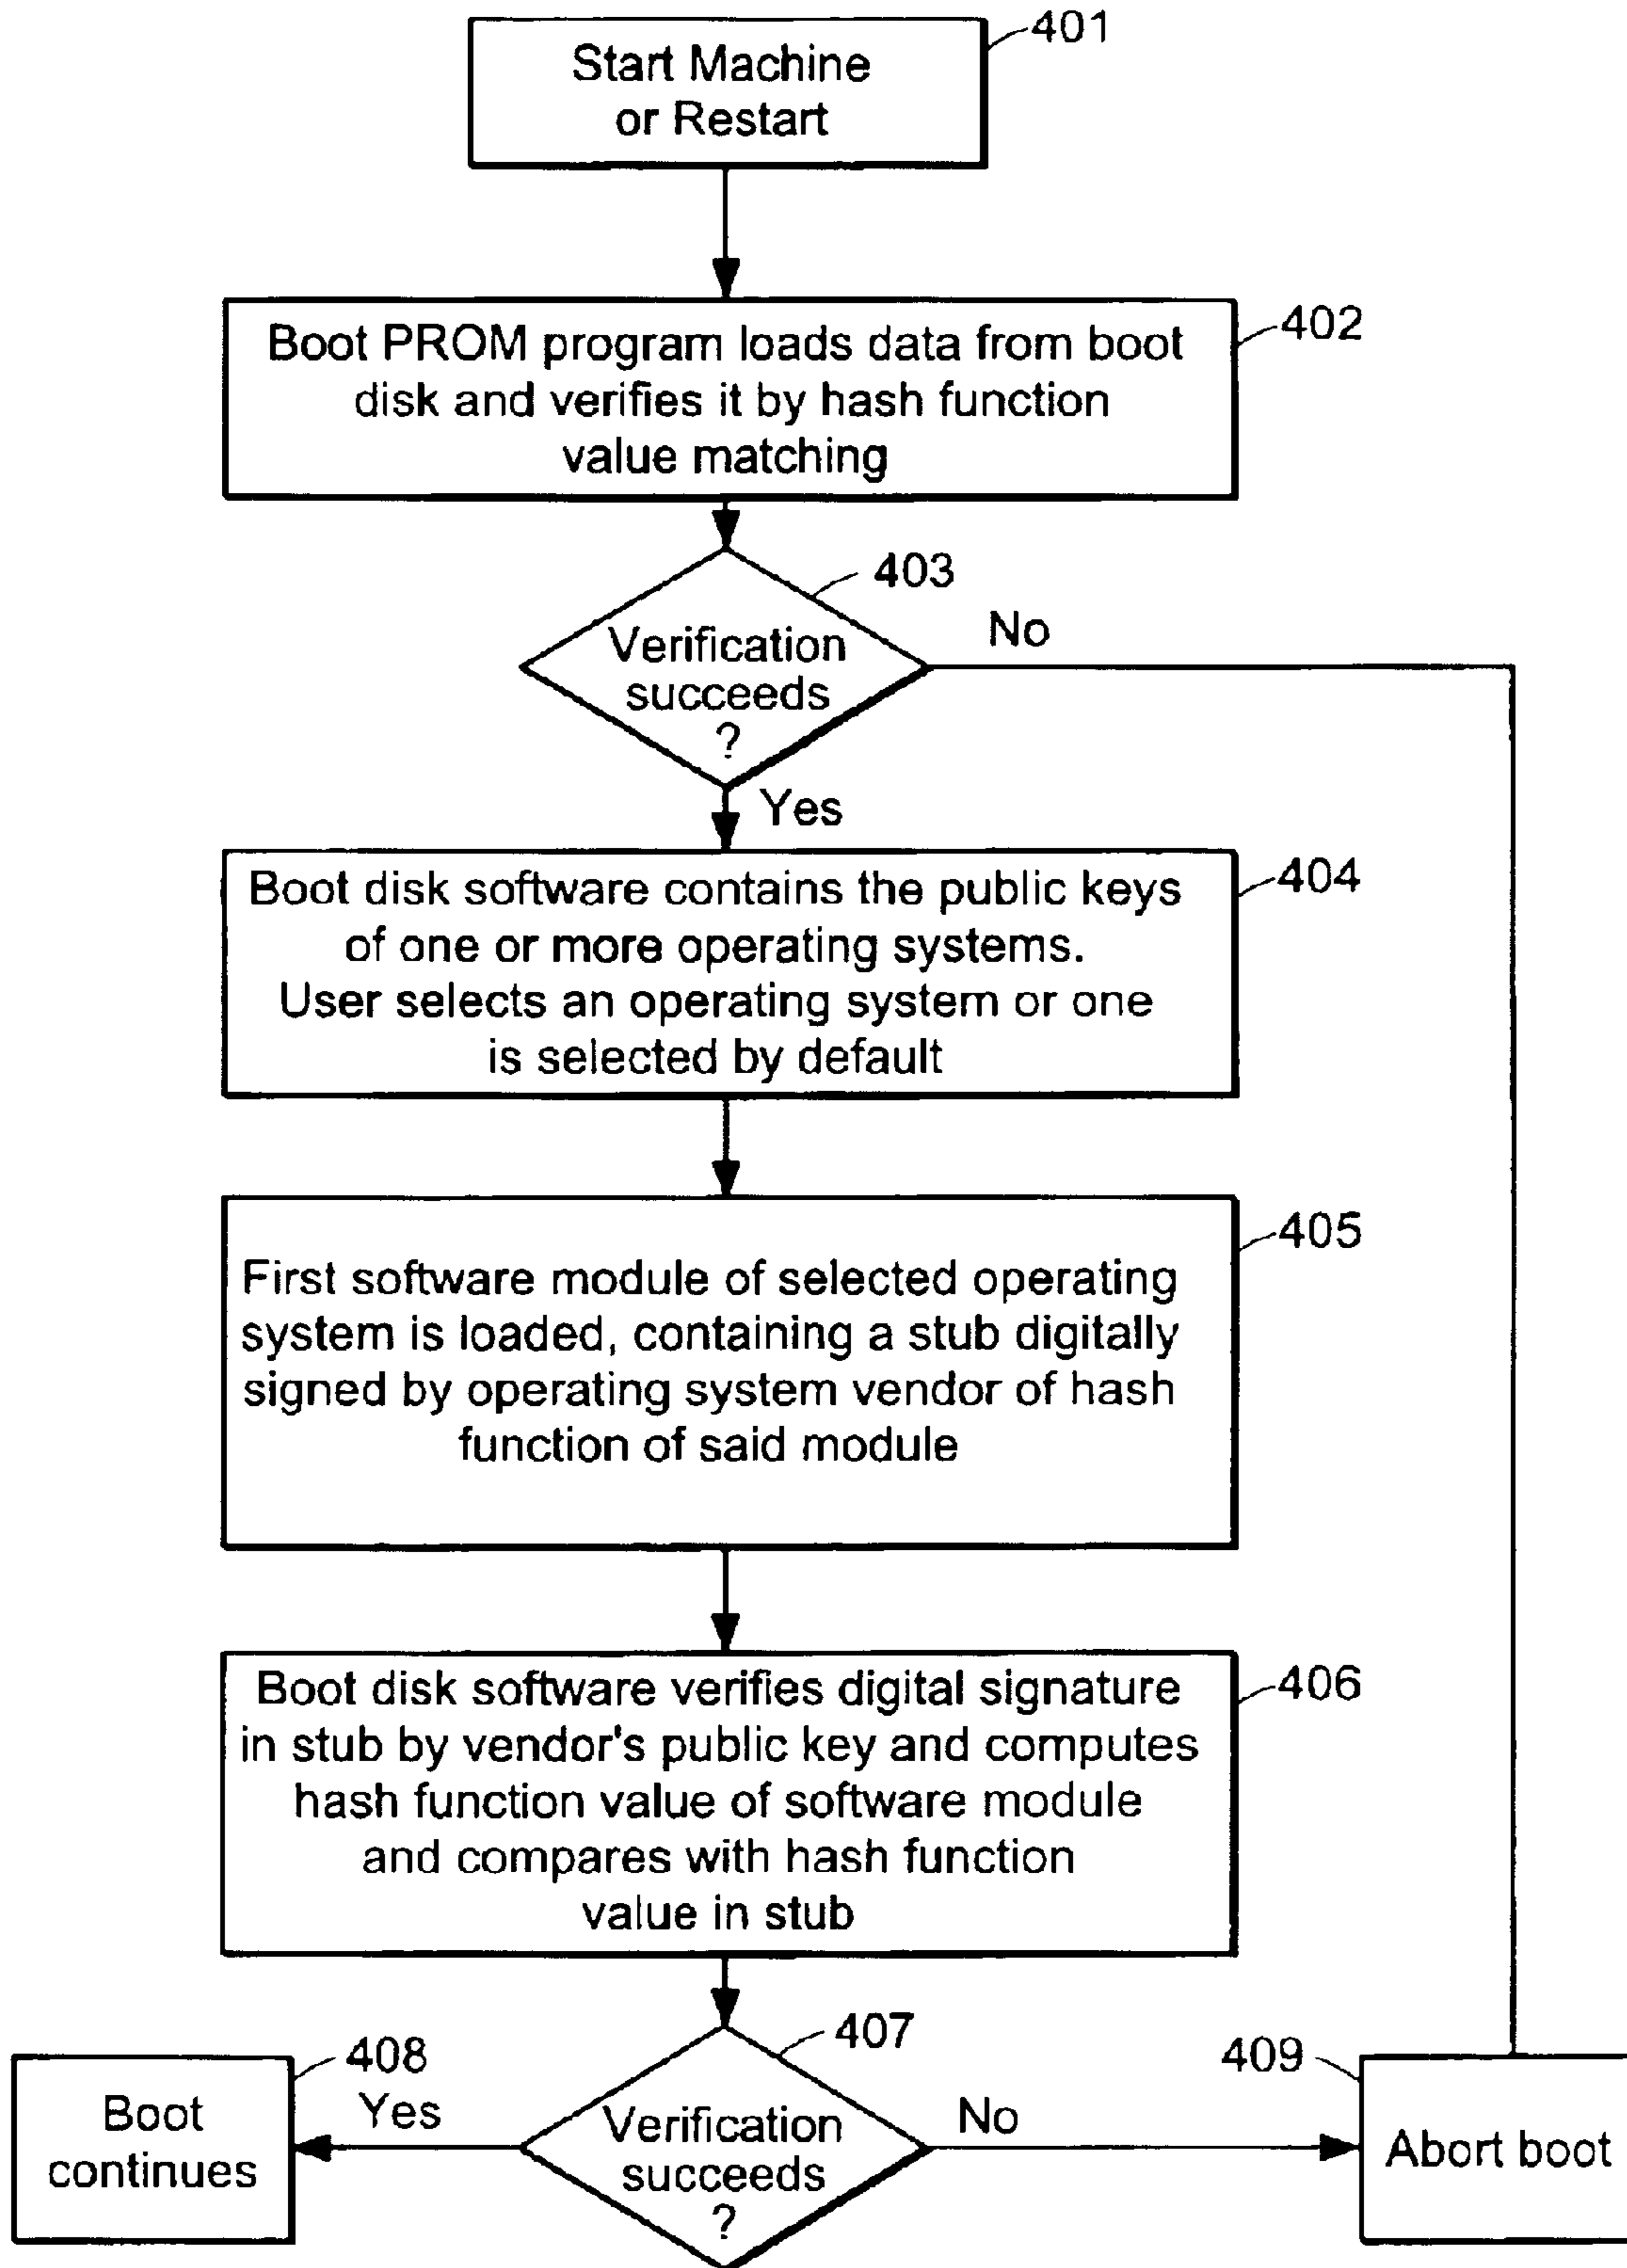 401
Start Machine
or Restart
402
Boot PROM program loads data from boot
disk and verifies it by hash function
value matching
403
No
Verification
succeeds
?
Yes
404
Boot disk software contains the public keys
of one or more operating systems.
User selects an operating system or one
is selected by default
405
First software module of selected operating
system is loaded, containing a stub digitally
signed by operating system vendor of hash
function of said module
406
Boot disk software verifies digital signature
in stub by vendor's public key and computes
hash function value of software module
and compares with hash function
value in stub
407
408
409
Yes
No
Boot
continues
Verification
succeeds
?
Abort boot